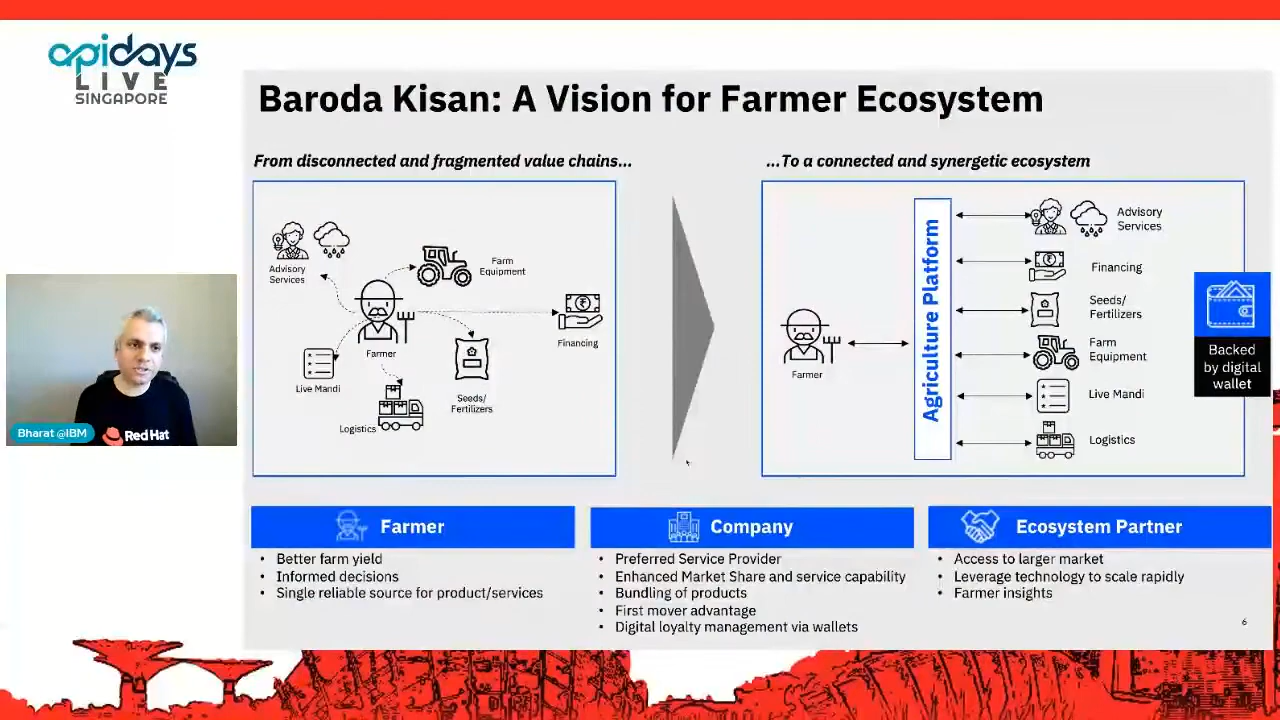 apidays
LIVE
SINGAPORE
Baroda Kisan: A Vision for Farmer Ecosystem
From disconnected and fragmented value chains...
Advisory
Services
Farm
Equipment
Farmer
Financing
Live Mandi
Seeds/
Fertilizers
Logistics
...To a connected and synergetic ecosystem
Farmer
Agriculture Platform
Advisory
Services
Financing
Seeds/
Fertilizers
Farm
Equipment
Live Mandi
Logistics
Backed
by digital
wallet
Bharat @IBM
Red Hat
Farmer
• Better farm yield
• Informed decisions
• Single reliable source for product/services
Company
• Preferred Service Provider
• Enhanced Market Share and service capability
• Bundling of products
• First mover advantage
• Digital loyalty management via wallets
Ecosystem Partner
• Access to larger market
• Leverage technology to scale rapidly
• Farmer insights
6